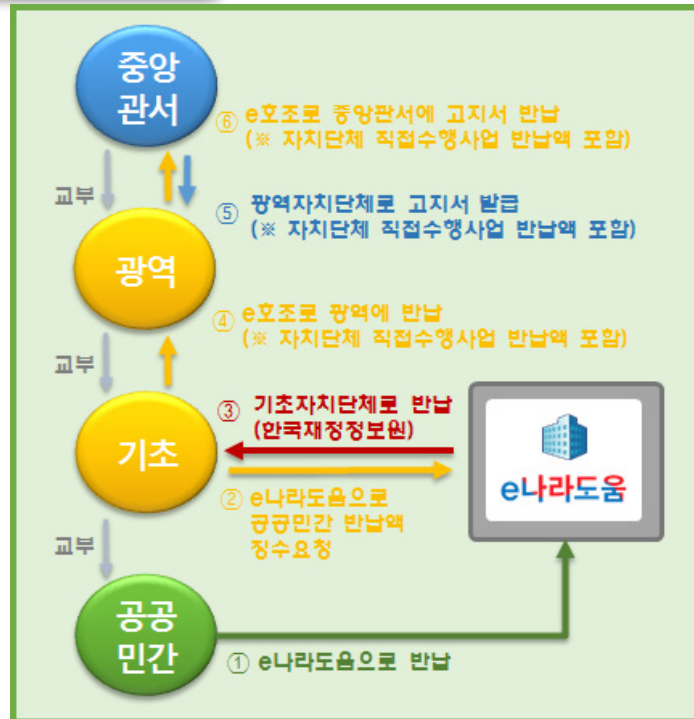 중앙
관서
⑥ e호조로 중앙관서에 고지서 반납
(※ 자치단체 직접수행사업 반납액 포함)
교부
⑤ 광역자치단체로 고지서 발급
(※ 자치단체 직접수행사업 반납액 포함)
광역
④ e호조로 광역에 반납
(※ 자치단체 직접수행사업 반납액 포함)
교부
③ 기초자치단체로 반납
(한국재정정보원)
기초
e나라도움
② e나라도움으로
공공민간 반납액
징수요청
교부
공공
민간
① e나라도움으로 반납